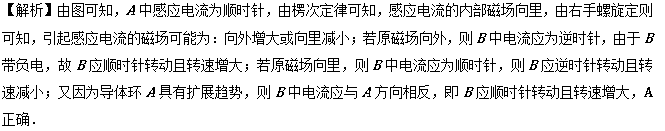 【解析】由图可知，A中感应电流为顺时针，由楞次定律可知，感应电流的内部磁场向里，由右手螺旋定则
可知，引起感应电流的磁场可能为：向外增大或向里减小；若原磁场向外，则B中电流应为逆时针，由于B
带负电，故B应顺时针转动且转速增大；若原磁场向里，则B中电流应为顺时针，则B应逆时针转动且转
速减小；又因为导体环A具有扩展趋势，则B中电流应与A方向相反，即B应顺时针转动且转速增大，A
正确．